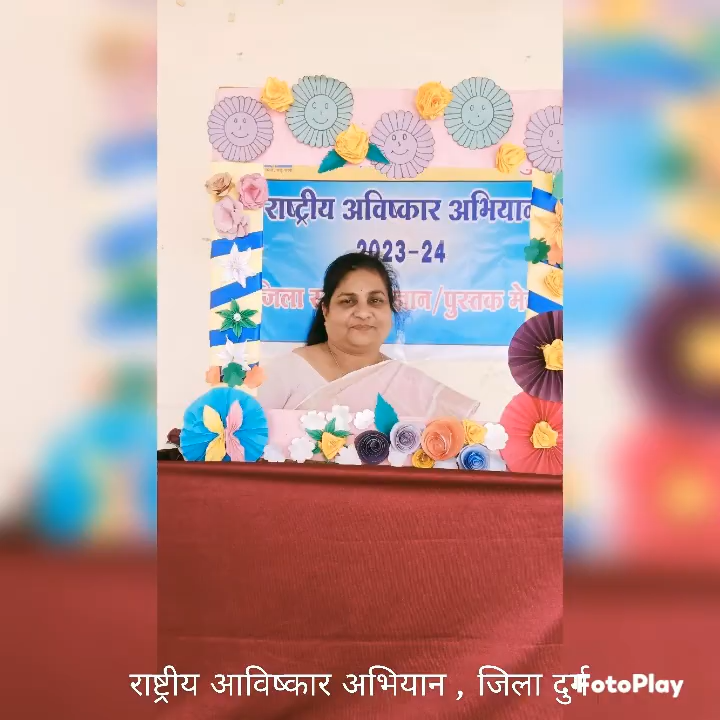 राष्ट्रीय अविष्कार अभियान
2023-24
जिला ज्ञान/पुस्तक
राष्ट्रीय आविष्कार अभियान , जिला दुर्ग
FotoPlay